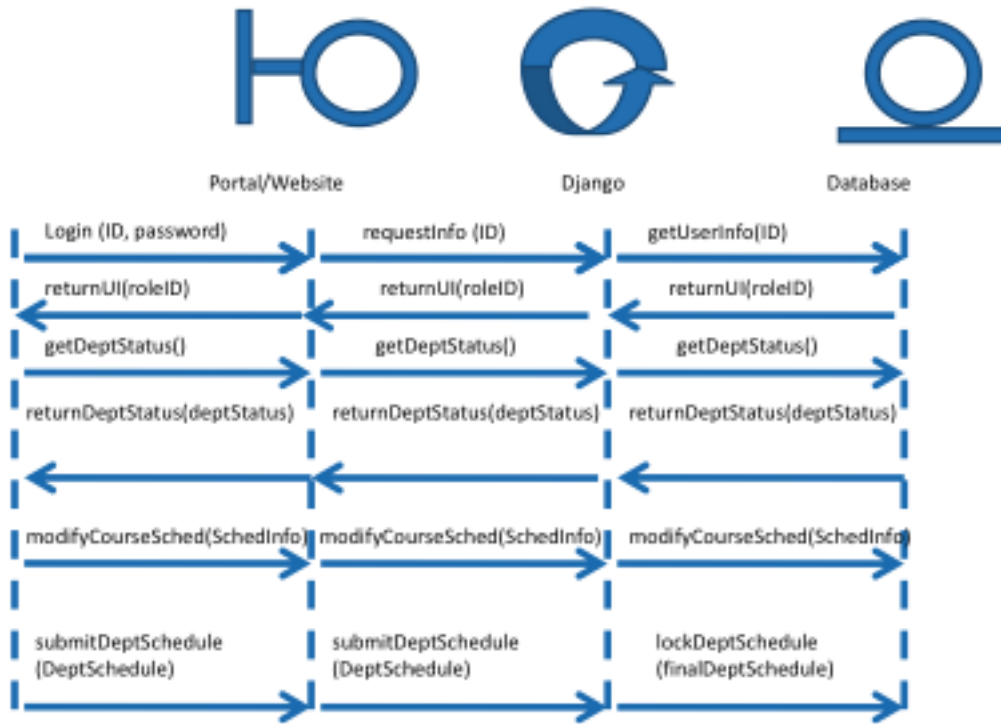 Portal/Website Django Database
Login (ID, password) requestInfo (ID) getUserInfo(ID)
returnUI(roleID) returnUI(roleID) returnUI(roleID)
getDeptStatus() getDeptStatus() getDeptStatus()
returnDeptStatus(deptStatus) returnDeptStatus(deptStatus) returnDeptStatus(deptStatus)
modifyCourseSched(SchedInfo) modifyCourseSched(SchedInfo) modifyCourseSched(SchedInfo)
submitDeptSchedule submitDeptSchedule lockDeptSchedule
(DeptSchedule) (DeptSchedule) (finalDeptSchedule)